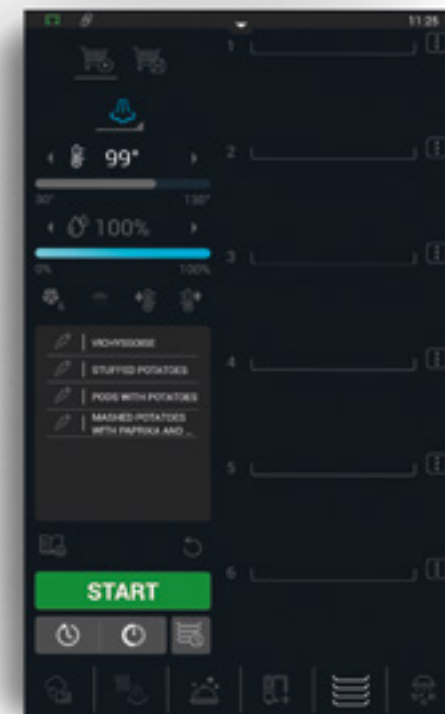 11:25
99°
30° 130°
100%
0% 100%
VICHYSSOISE
STUFFED POTATOES
PODS WITH POTATOES
MASHED POTATOES
WITH PAPRIKA AND ...
START
1
2
3
4
5
6